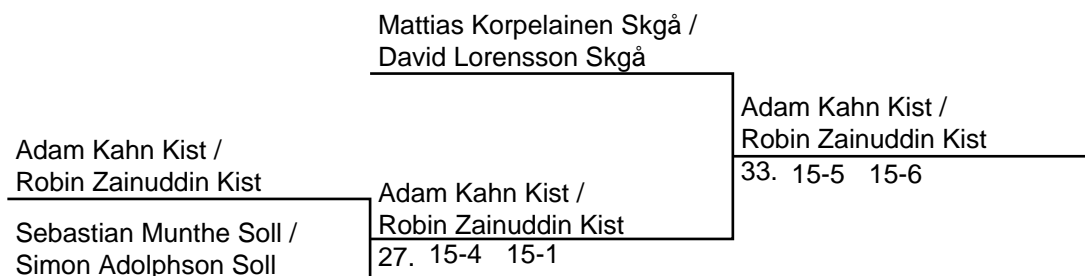 Mattias Korpelainen Skgå /
David Lorensson Skgå
Adam Kahn Kist /
Robin Zainuddin Kist
33. 15-5 15-6
Adam Kahn Kist /
Robin Zainuddin Kist
Adam Kahn Kist /
Robin Zainuddin Kist
27. 15-4 15-1
Sebastian Munthe Soll /
Simon Adolphson Soll